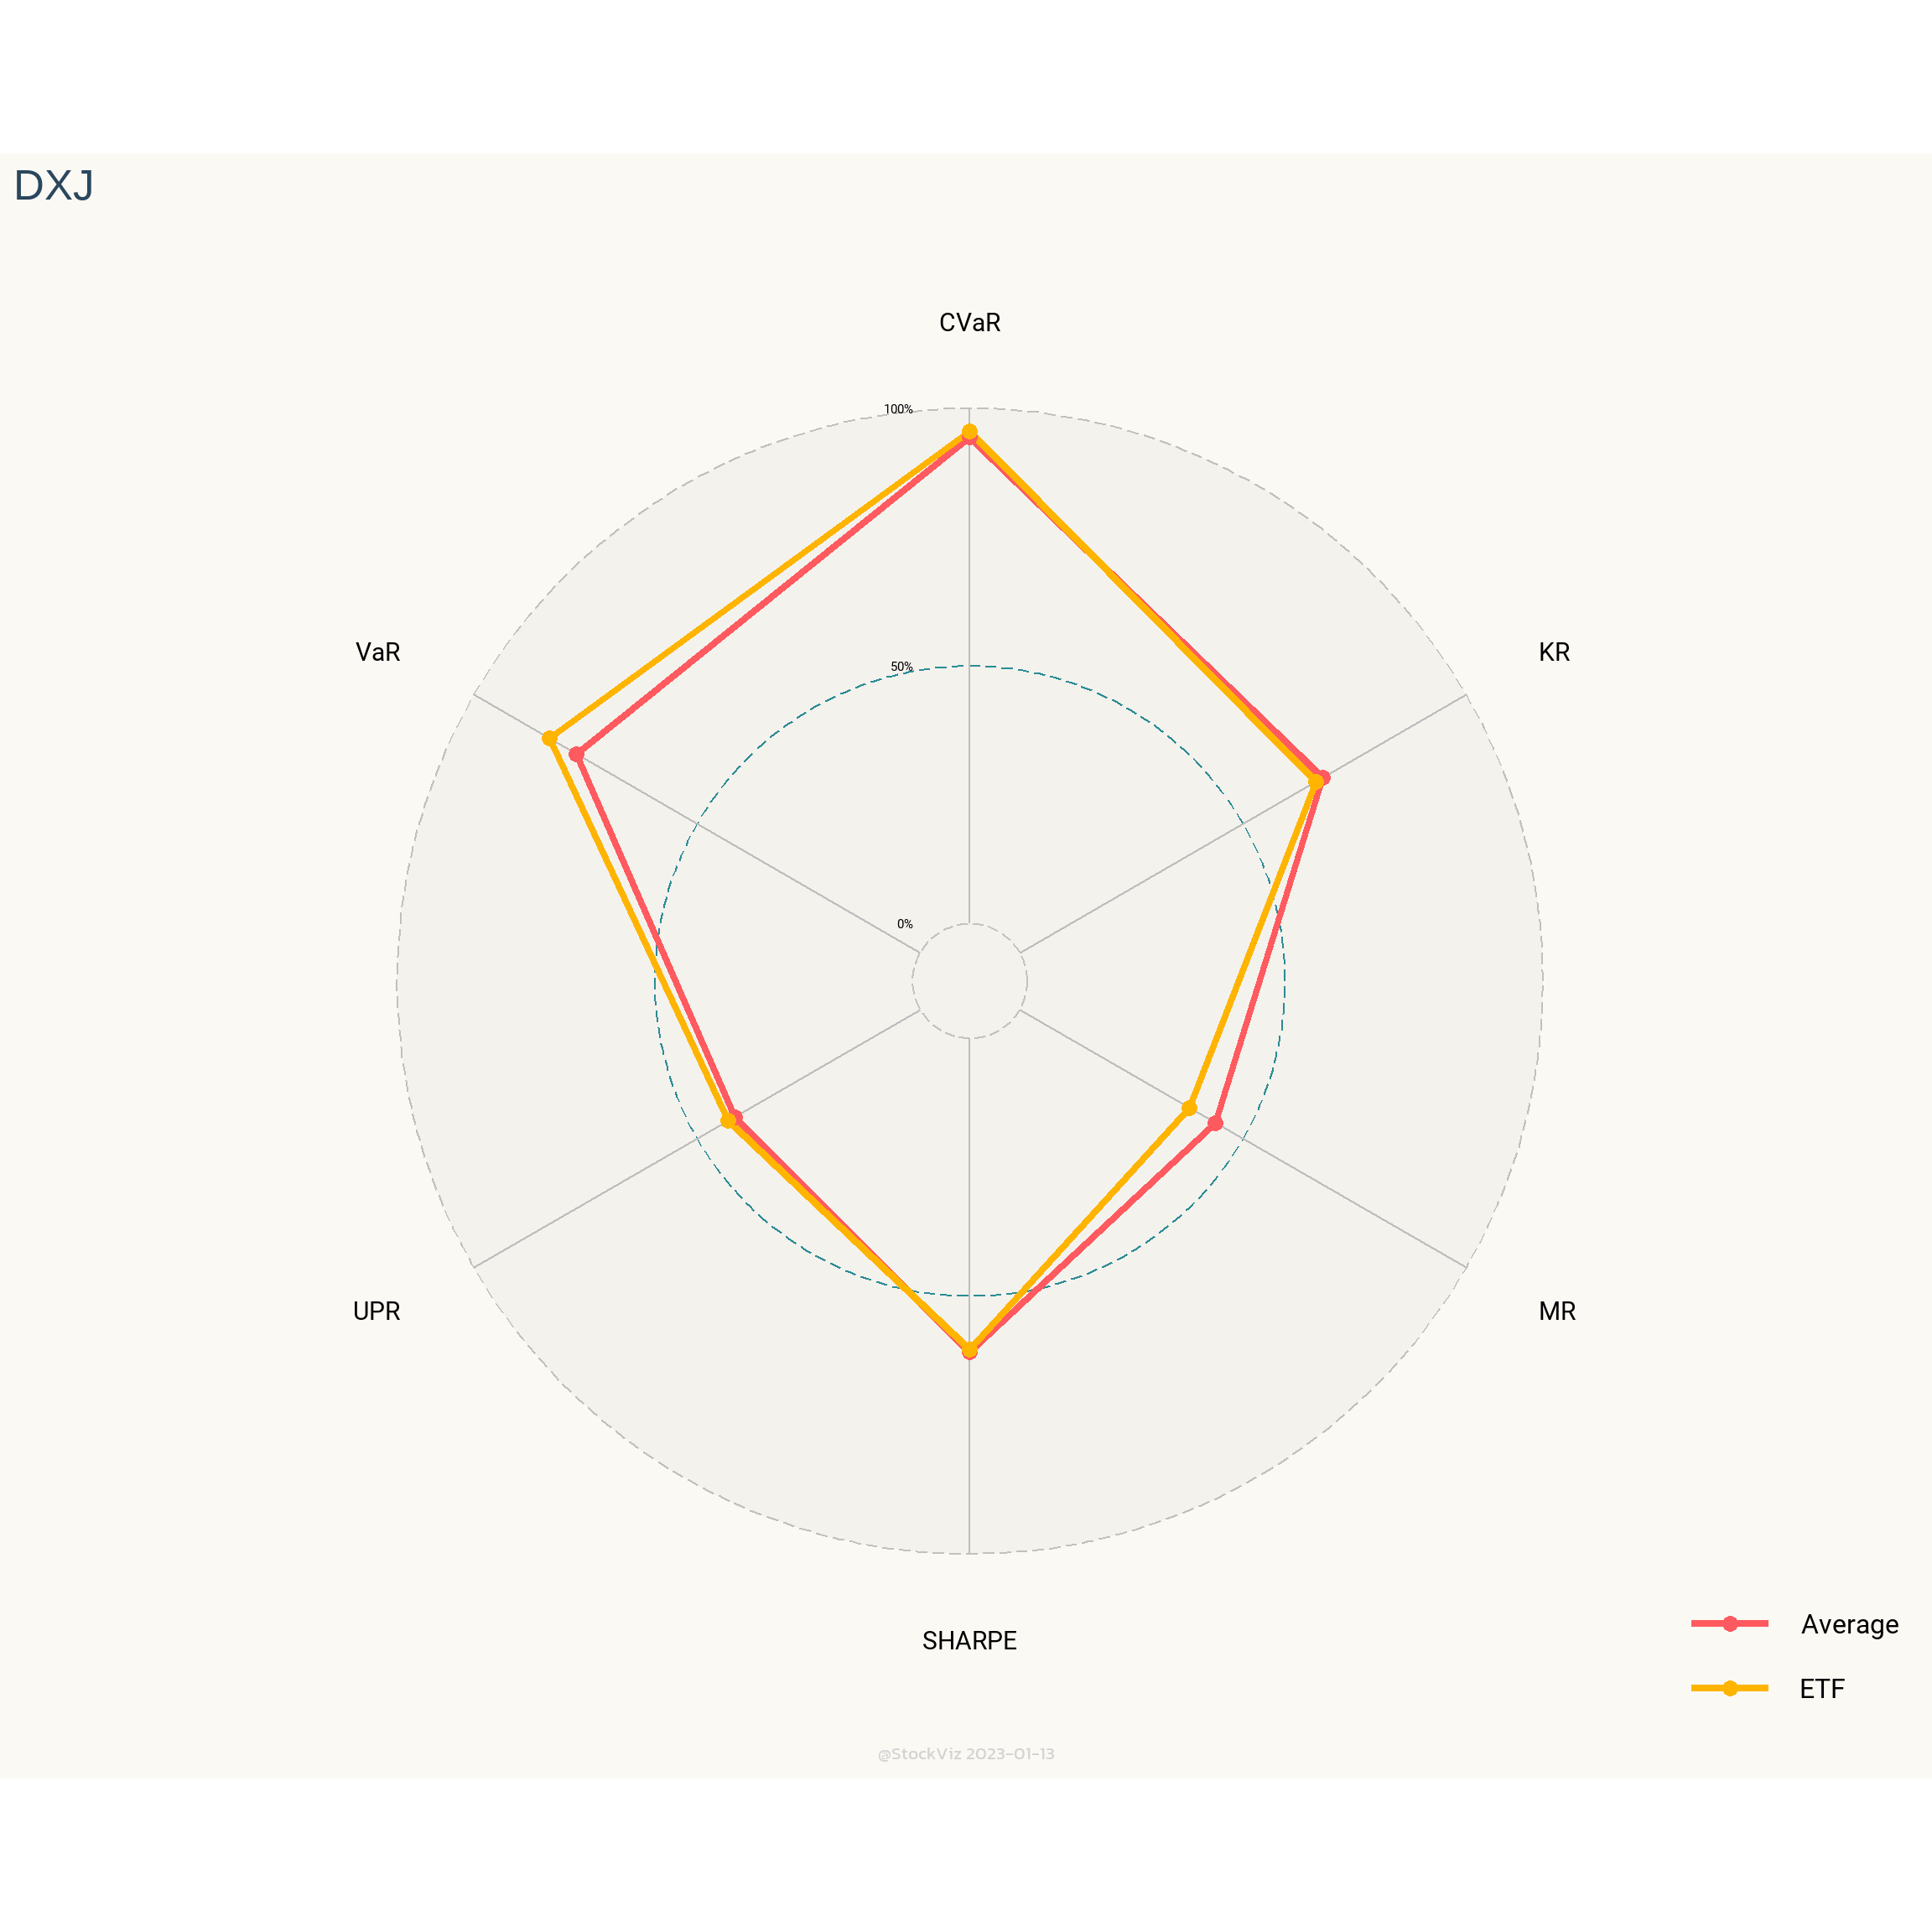 DXJ
CVaR
100%
KR
VaR
50%
0%
UPR
MR
SHARPE
Average
ETF
@StockViz 2023-01-13